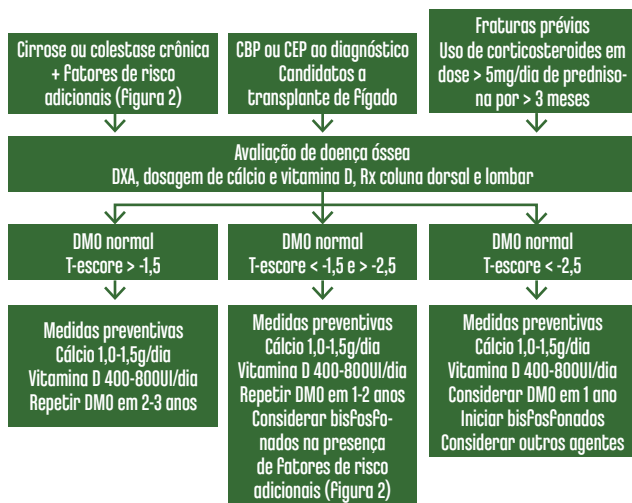 Cirrose ou colestase crônica
+ fatores de risco
adicionais (figura 2)
CBP ou CEP ao diagnóstico
Candidatos a
transplante de fígado
Fraturas prévias
Uso de corticosteroides em
dose > 5mg/dia de predniso-
na por > 3 meses
Avaliação de doença óssea
DXA, dosagem de cálcio e vitamina D, Rx coluna dorsal e lombar
DMO normal
T-escore > -1,5
DMO normal
T-escore < -1,5 e > -2,5
DMO normal
T-escore < -2,5
Medidas preventivas
Cálcio 1,0-1,5g/dia
Vitamina D 400-800UI/dia
Repetir DMO em 2-3 anos
Medidas preventivas
Cálcio 1,0-1,5g/dia
Vitamina D 400-800UI/dia
Repetir DMO em 1-2 anos
Considerar bisfosfo-
nados na presença
de fatores de risco
adicionais (figura 2)
Medidas preventivas
Cálcio 1,0-1,5g/dia
Vitamina D 400-800UI/dia
Considerar DMO em 1 ano
Iniciar bisfosfonados
Considerar outros agentes